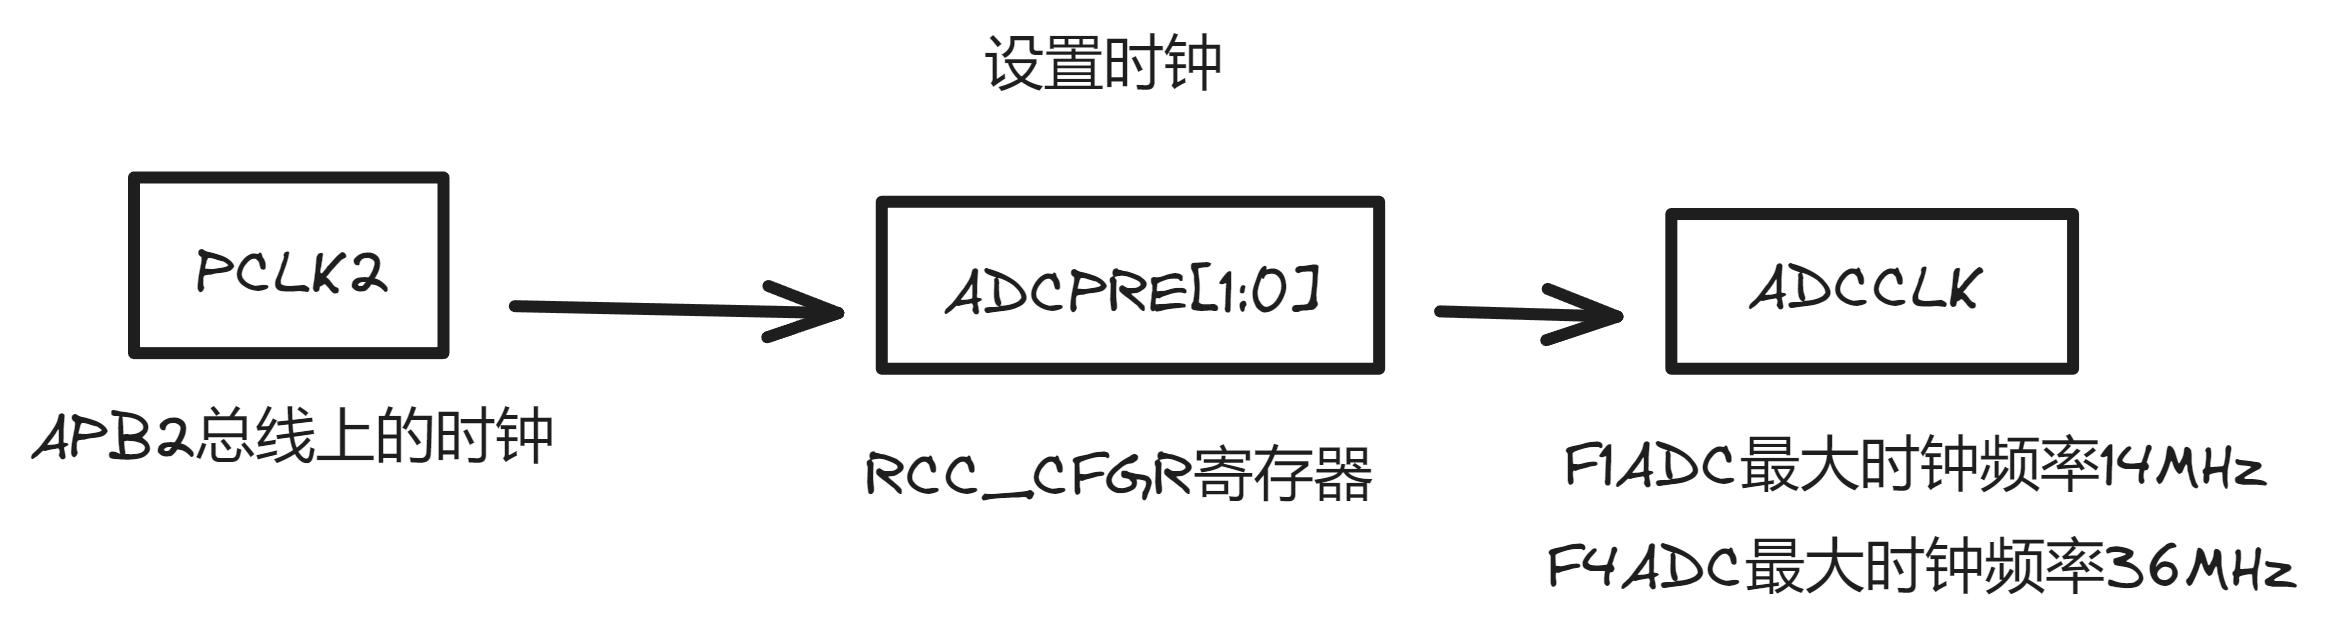 设置时钟
PCLK2
ADCPRE[1:0]
ADCCLK
APB2总线上的时钟
RCC_CFGR寄存器
F1ADC最大时钟频率14MHz
F4ADC最大时钟频率36MHz